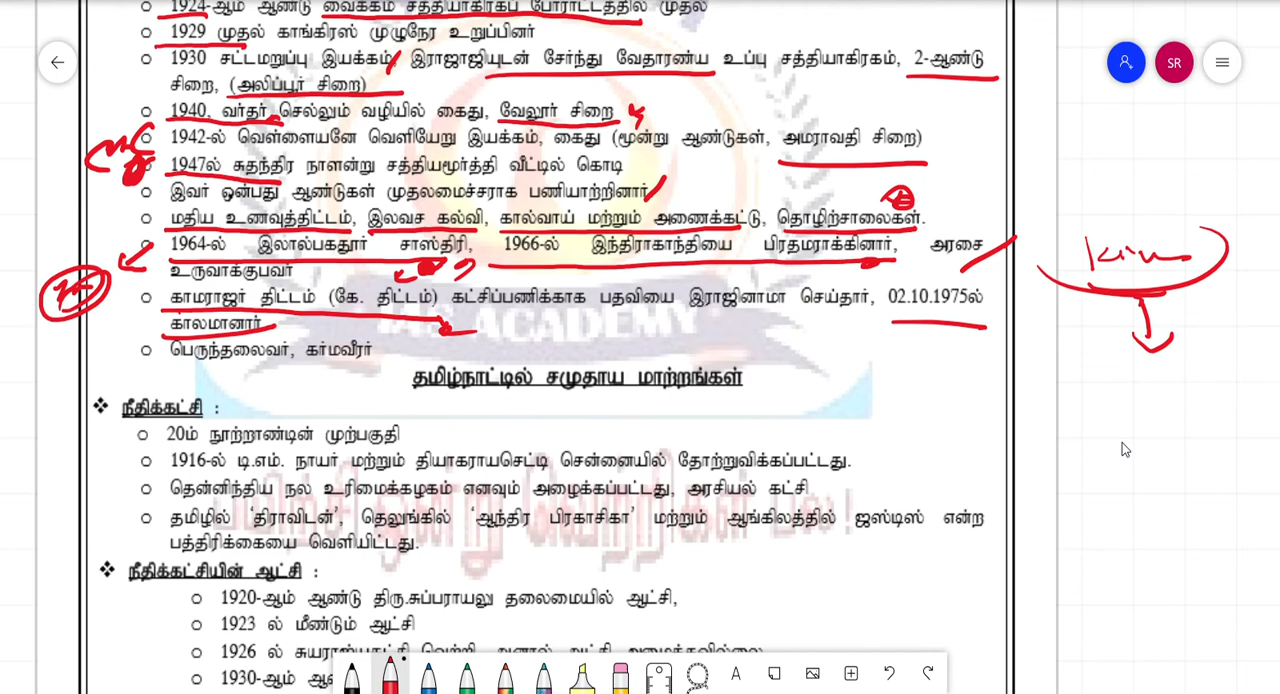 1924-ஆம் ஆண்டு வைக்கம் சத்தியாகிரகப் போராட்டத்தில் முதல்
1929 முதல் காங்கிரஸ் முழுநேர உறுப்பினர்
1930 சட்டமறுப்பு இயக்கம், இராஜாஜியுடன் சேர்ந்து வேதாரண்ய உப்பு சத்தியாகிரகம், 2-ஆண்டு
சிறை, (அலிப்பூர் சிறை)
1940, வர்தா செல்லும் வழியில் கைது, வேலூர் சிறை
1942-ல் வெள்ளையனே வெளியேறு இயக்கம், கைது (மூன்று ஆண்டுகள், அமராவதி சிறை)
1947ல் சுதந்திர நாளன்று சத்தியமூர்த்தி வீட்டில் கொடி
இவர் ஒன்பது ஆண்டுகள் முதலமைச்சராக பணியாற்றினார்
மதிய உணவுத்திட்டம், இலவச கல்வி, கால்வாய் மற்றும் அணைக்கட்டு, தொழிற்சாலைகள்.
1964-ல் இலால்பகதூர் சாஸ்திரி, 1966-ல் இந்திராகாந்தியை பிரதமராக்கினார், அரசை
உருவாக்குபவர்
காமராஜர் திட்டம் (கே. திட்டம்) கட்சிப்பணிக்காக பதவியை இராஜினாமா செய்தார், 02.10.1975ல்
காலமானார்
பெருந்தலைவர், கர்மவீரர்
ACADEMY
தமிழ்நாட்டில் சமுதாய மாற்றங்கள்
நீதிக்கட்சி :
20ம் நூற்றாண்டின் முற்பகுதி
1916-ல் டி.எம். நாயர் மற்றும் தியாகராயசெட்டி சென்னையில் தோற்றுவிக்கப்பட்டது.
தென்னிந்திய நல உரிமைக்கழகம் எனவும் அழைக்கப்பட்டது, அரசியல் கட்சி
தமிழில் 'திராவிடன்', தெலுங்கில் 'ஆந்திர பிரகாசிகா' மற்றும் ஆங்கிலத்தில் ஜஸ்டிஸ் என்ற
பத்திரிக்கையை வெளியிட்டது.
நீதிக்கட்சியின் ஆட்சி :
1920-ஆம் ஆண்டு திரு.சுப்பராயலு தலைமையில் ஆட்சி,
1923 ல் மீண்டும் ஆட்சி
1926 ல்
1930-ஆம்
SR
A